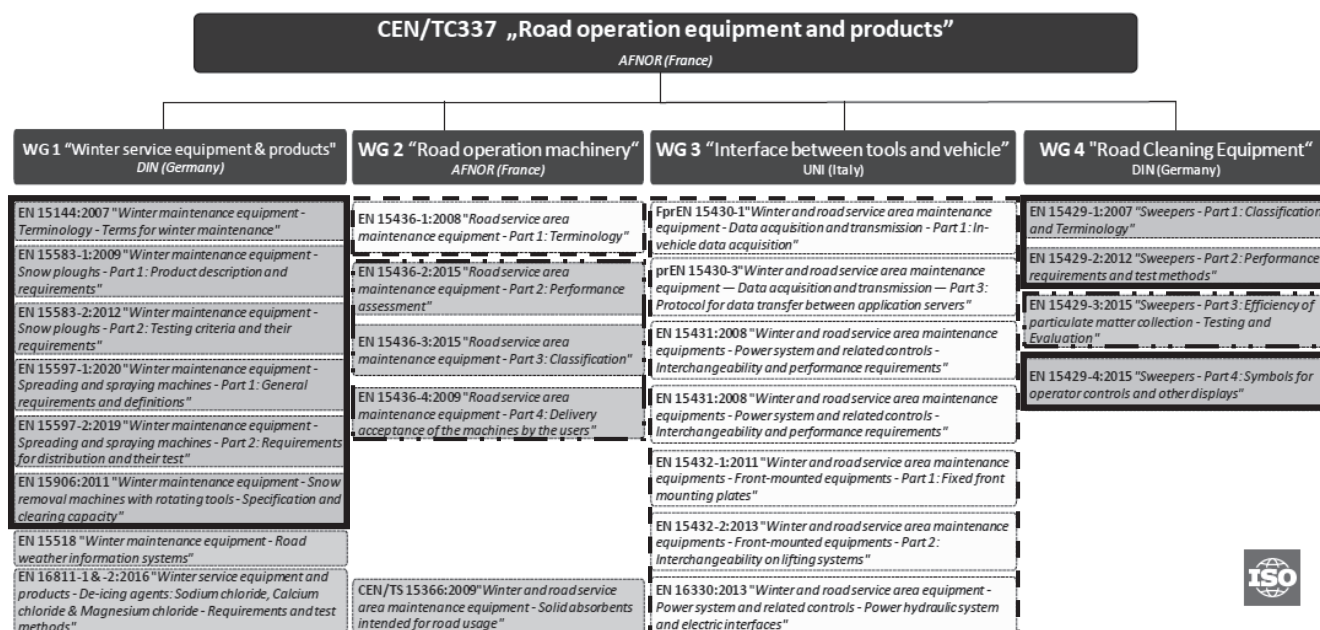 CEN/TC337 „Road operation equipment and products”
AFNOR (France)
WG 1 “Winter service equipment & products"
DIN (Germany)
EN 15144:2007 "Winter maintenance equipment -
Terminology - Terms for winter maintenance"
EN 15583-1:2009 "Winter maintenance equipment -
Snow ploughs - Part 1: Product description and
requirements"
EN 15583-2:2012 "Winter maintenance equipment -
Snow ploughs - Part 2: Testing criteria and their
requirements"
EN 15597-1:2020 "Winter maintenance equipment -
Spreading and spraying machines - Part 1: General
requirements and definitions"
EN 15597-2:2019 "Winter maintenance equipment -
Spreading and spraying machines - Part 2: Requirements
for distribution and their test"
EN 15906:2011 "Winter maintenance equipment - Snow
removal machines with rotating tools - Specification and
clearing capacity"
EN 15518 "Winter maintenance equipment - Road
weather information systems"
EN 16811-1 & -2:2016 "Winter service equipment and
products - De-icing agents: Sodium chloride, Calcium
chloride & Magnesium chloride - Requirements and test
methods"
WG 2 “Road operation machinery“
AFNOR (France)
EN 15436-1:2008 "Road service area
maintenance equipment - Part 1: Terminology"
EN 15436-2:2015 "Road service area
maintenance equipment - Part 2: Performance
assessment"
EN 15436-3:2015 "Road service area
maintenance equipment - Part 3: Classification"
EN 15436-4:2009 "Road service area
maintenance equipment - Part 4: Delivery
acceptance of the machines by the users"
CEN/TS 15366:2009"Winter and road service
area maintenance equipment - Solid absorbents
intended for road usage"
WG 3 “Interface between tools and vehicle”
UNI (Italy)
FprEN 15430-1"Winter and road service area maintenance
equipment - Data acquisition and transmission - Part 1: In-
vehicle data acquisition"
prEN 15430-3"Winter and road service area maintenance
equipment — Data acquisition and transmission — Part 3:
Protocol for data transfer between application servers"
EN 15431:2008 "Winter and road service area maintenance
equipments - Power system and related controls -
Interchangeability and performance requirements"
EN 15431:2008 "Winter and road service area maintenance
equipments - Power system and related controls -
Interchangeability and performance requirements"
EN 15432-1:2011 "Winter and road service area maintenance
equipments - Front-mounted equipments - Part 1: Fixed front
mounting plates"
EN 15432-2:2013 "Winter and road service area maintenance
equipments - Front-mounted equipments - Part 2:
Interchangeability on lifting systems"
EN 16330:2013 "Winter and road service area maintenance equipment -
Power system and related controls - Power hydraulic system
and electric interfaces"
WG 4 "Road Cleaning Equipment“
DIN (Germany)
EN 15429-1:2007 "Sweepers - Part 1: Classification
and Terminology"
EN 15429-2:2012 "Sweepers - Part 2: Performance
requirements and test methods"
EN 15429-3:2015 "Sweepers - Part 3: Efficiency of
particulate matter collection - Testing and
Evaluation"
EN 15429-4:2015 "Sweepers - Part 4: Symbols for
operator controls and other displays"
ISO